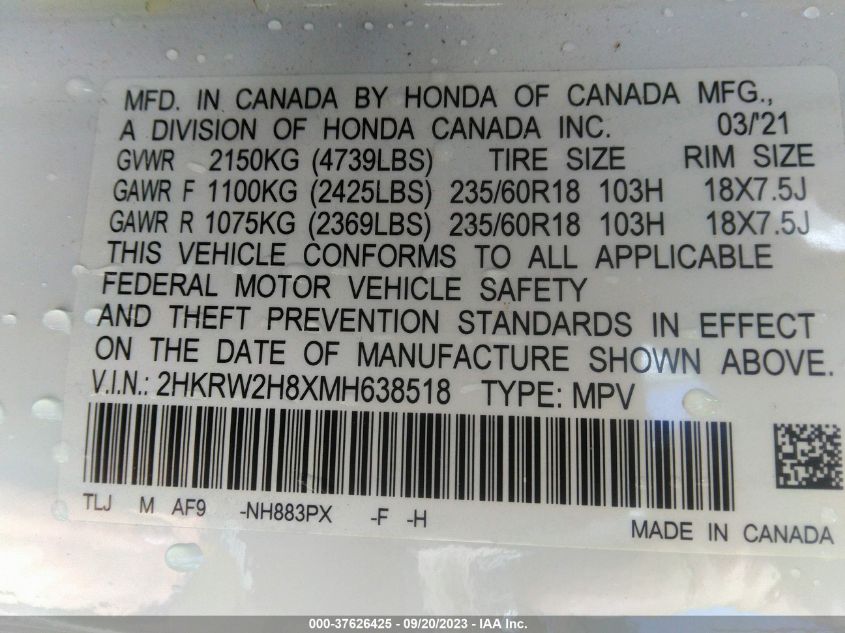 MFD. IN CANADA BY HONDA OF CANADA MFG.,
A DIVISION OF HONDA CANADA INC. 03/'21
GVWR 2150KG (4739LBS) TIRE SIZE RIM SIZE
GAWR F 1100KG (2425LBS) 235/60R18 103H 18X7.5J
GAWR R 1075KG (2369LBS) 235/60R18 103H 18X7.5J
THIS VEHICLE CONFORMS TO ALL APPLICABLE
FEDERAL MOTOR VEHICLE SAFETY
AND THEFT PREVENTION STANDARDS IN EFFECT
ON THE DATE OF MANUFACTURE SHOWN ABOVE.
V.I.N.: 2HKRW2H8XMH638518 TYPE: MPV
TLJ M AF9 -NH883PX -F -H
MADE IN CANADA
000-37626425 - 09/20/2023 - IAA Inc.